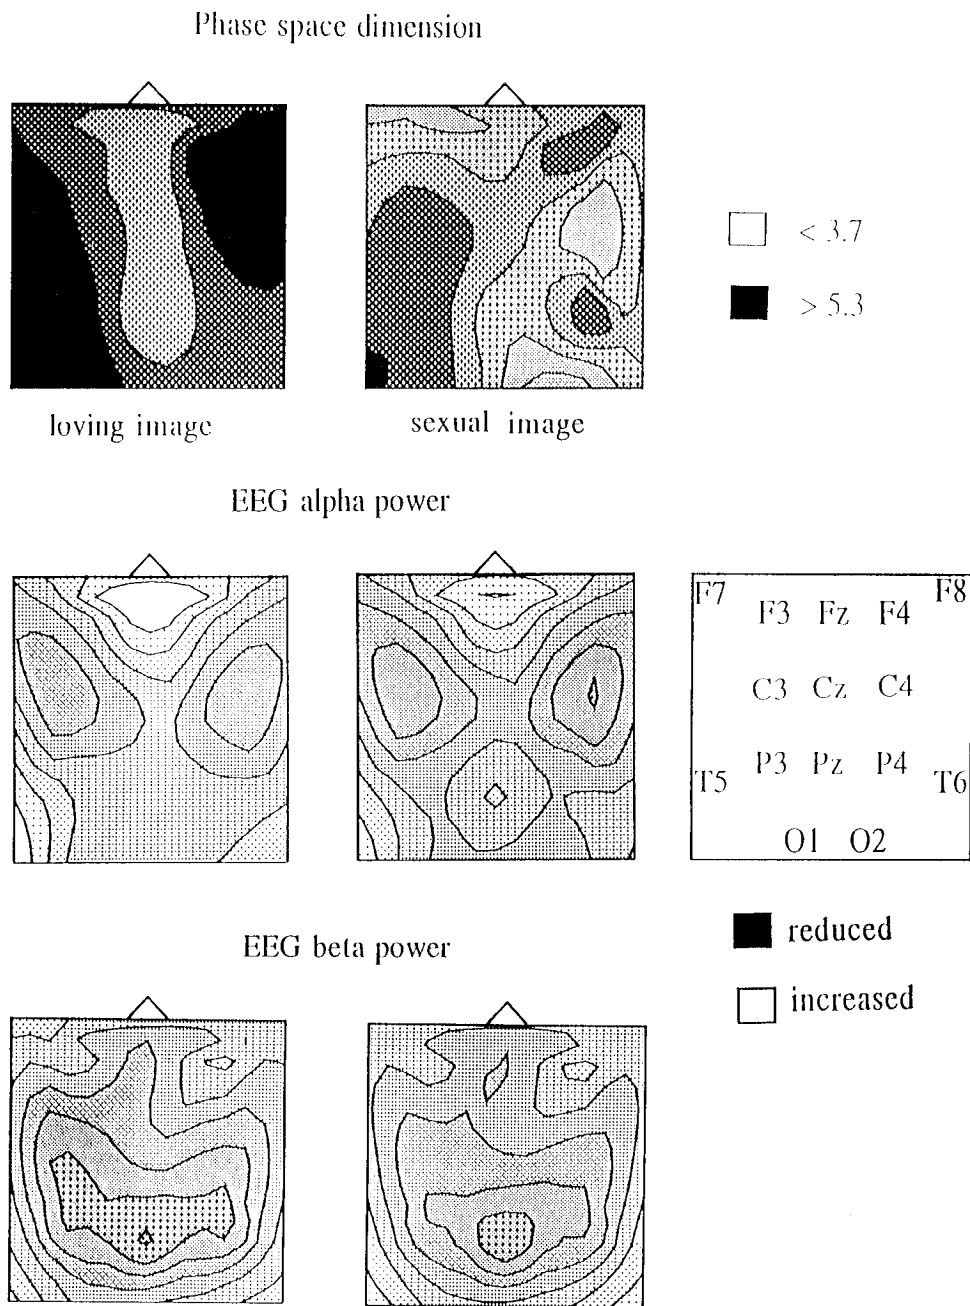 Phase space dimension
< 3.7
> 5.3
loving image
sexual image
EEG alpha power
F7 F8
F3 Fz F4
C3 Cz C4
P3 Pz P4
T5 T6
O1 O2
reduced
EEG beta power
increased